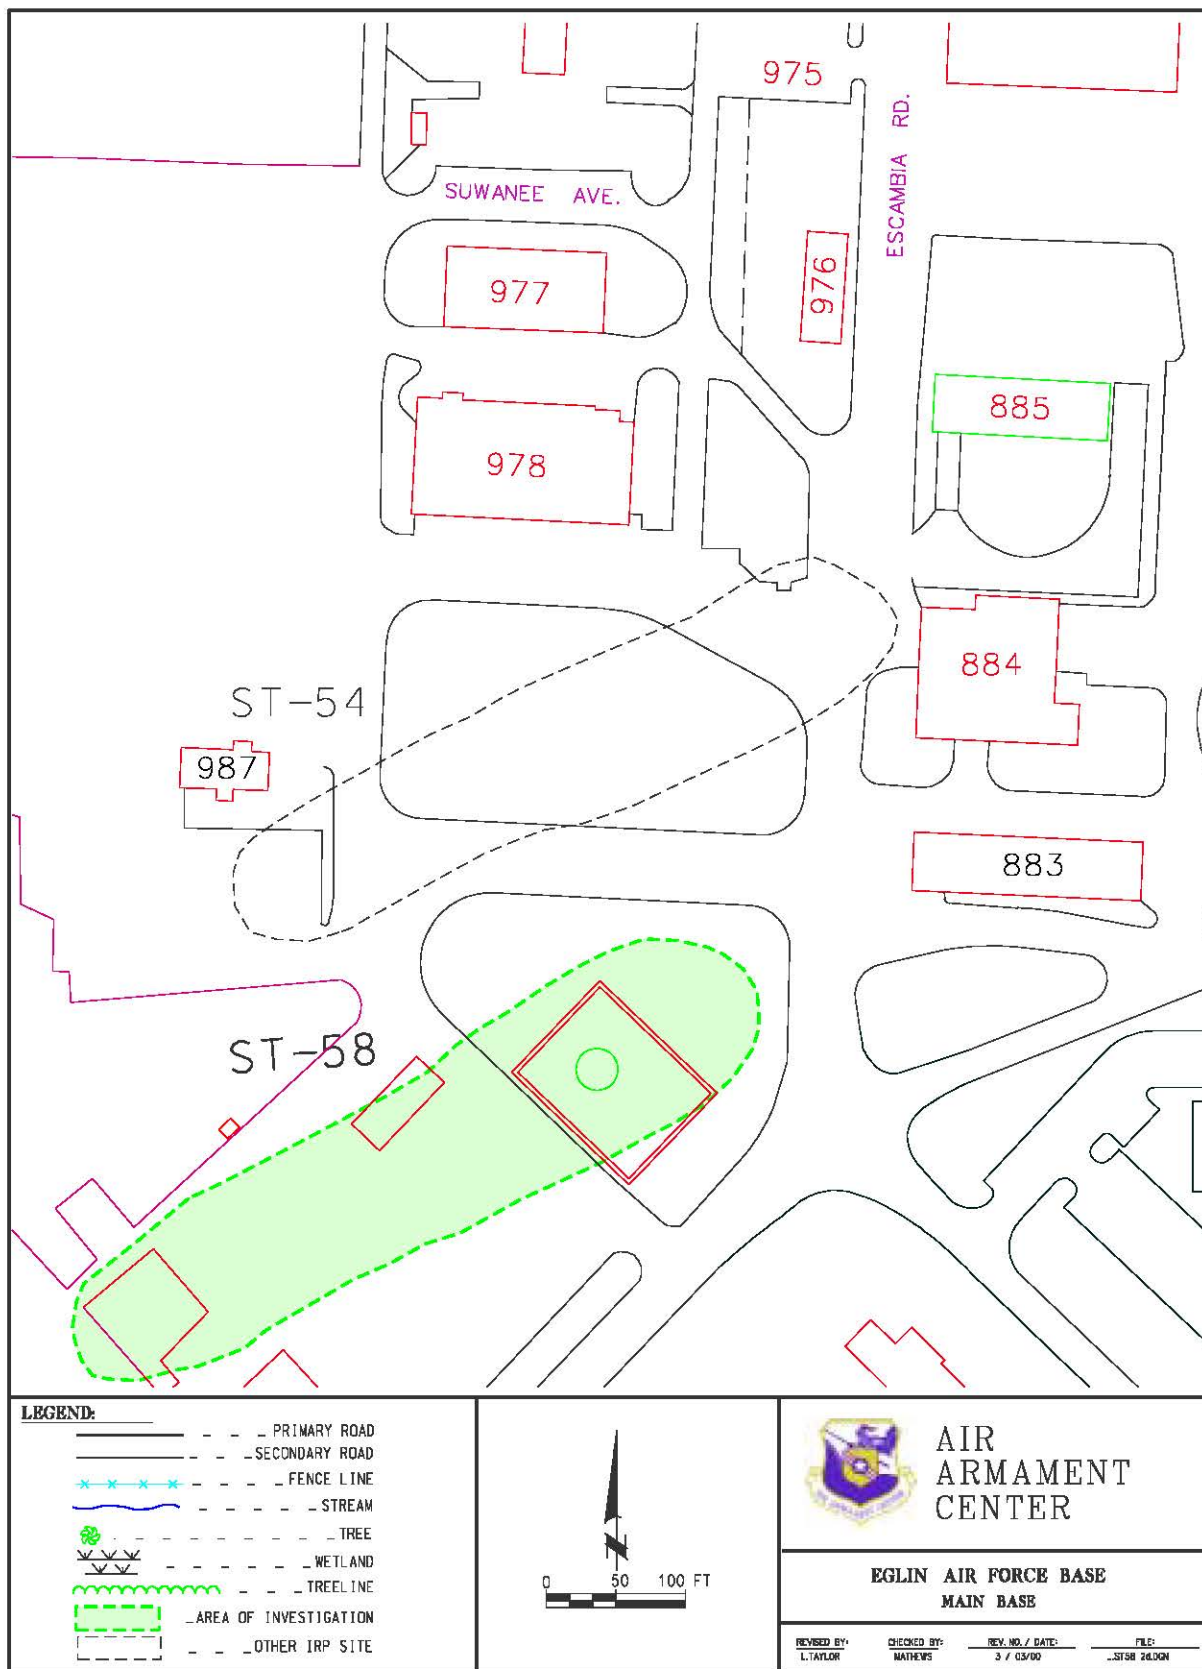 975
ESCAMBIA RD.
SUWANEE AVE.
977
976
885
978
884
ST-54
987
883
ST-58
LEGEND:
PRIMARY ROAD
SECONDARY ROAD
FENCE LINE
STREAM
TREE
WETLAND
TREELINE
AREA OF INVESTIGATION
OTHER IRP SITE
N
0 50 100 FT
AIR
ARMAMENT
CENTER
EGLIN AIR FORCE BASE
MAIN BASE
REVISED BY: CHECKED BY: REV. NO. / DATE: FILE:
L.TAYLOR MATHEWS 3 / 03/00